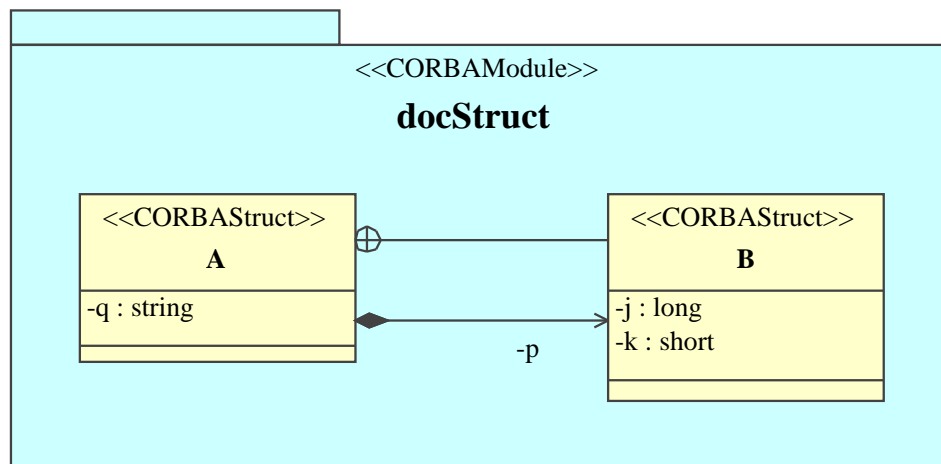 <<CORBAModule>>
docStruct
<<CORBAStruct>>
A
-q : string
<<CORBAStruct>>
B
-j : long
-k : short
-p